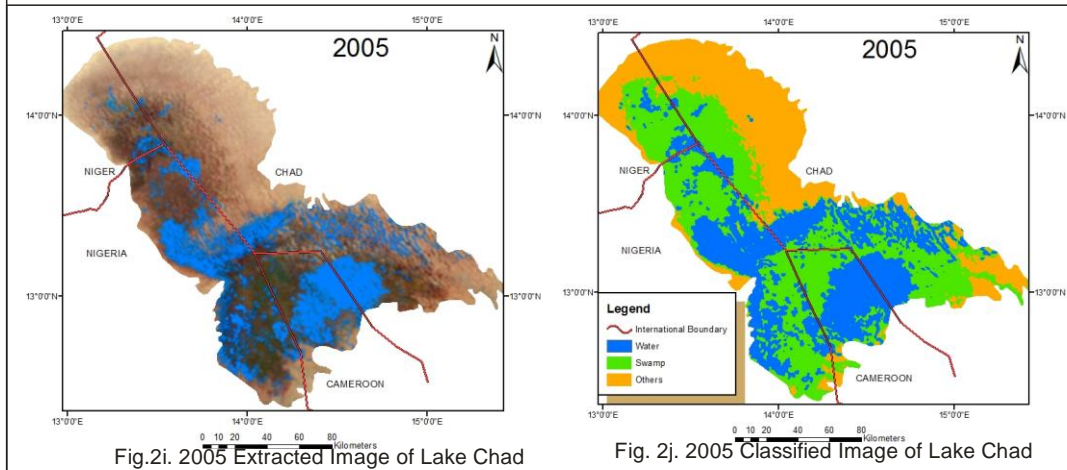 13°0'0"E 14°0'0"E 15°0'0"E
2005
N
14°0'0"N 14°0'0"N
NIGER
CHAD
NIGERIA
13°0'0"N 13°0'0"N
CAMEROON
13°0'0"E 14°0'0"E 15°0'0"E
0 10 20 40 60 80
Kilometers
Fig.2i. 2005 Extracted Image of Lake Chad
13°0'0"E 14°0'0"E 15°0'0"E
2005
N
14°0'0"N 14°0'0"N
NIGER
CHAD
NIGERIA
13°0'0"N 13°0'0"N
Legend
International Boundary
Water
Swamp
Others
CAMEROON
13°0'0"E 14°0'0"E 15°0'0"E
0 10 20 40 60 80
Kilometers
Fig. 2j. 2005 Classified Image of Lake Chad